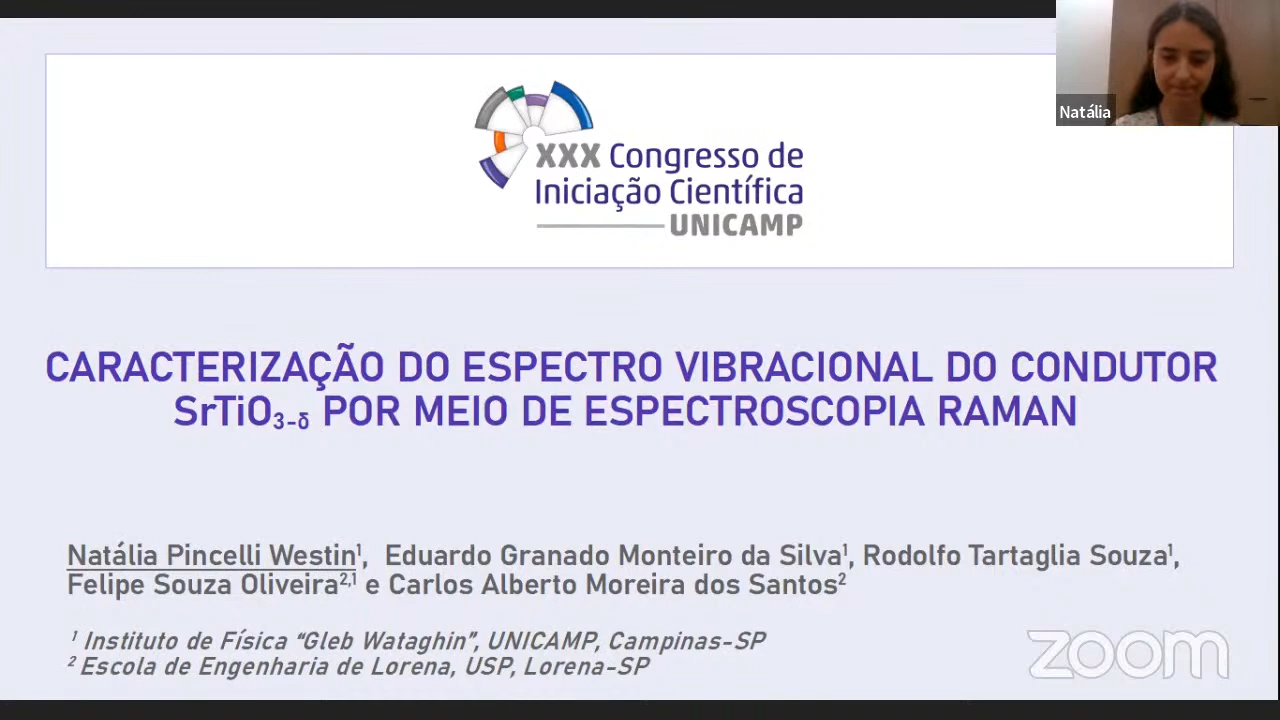 Natália
XXX Congresso de
Iniciação Científica
UNICAMP
CARACTERIZAÇÃO DO ESPECTRO VIBRACIONAL DO CONDUTOR
SrTiO₃₋δ POR MEIO DE ESPECTROSCOPIA RAMAN
Natália Pincelli Westin¹, Eduardo Granado Monteiro da Silva¹, Rodolfo Tartaglia Souza¹,
Felipe Souza Oliveira²,¹ e Carlos Alberto Moreira dos Santos²
¹ Instituto de Física “Gleb Wataghin”, UNICAMP, Campinas-SP
² Escola de Engenharia de Lorena, USP, Lorena-SP
zoom